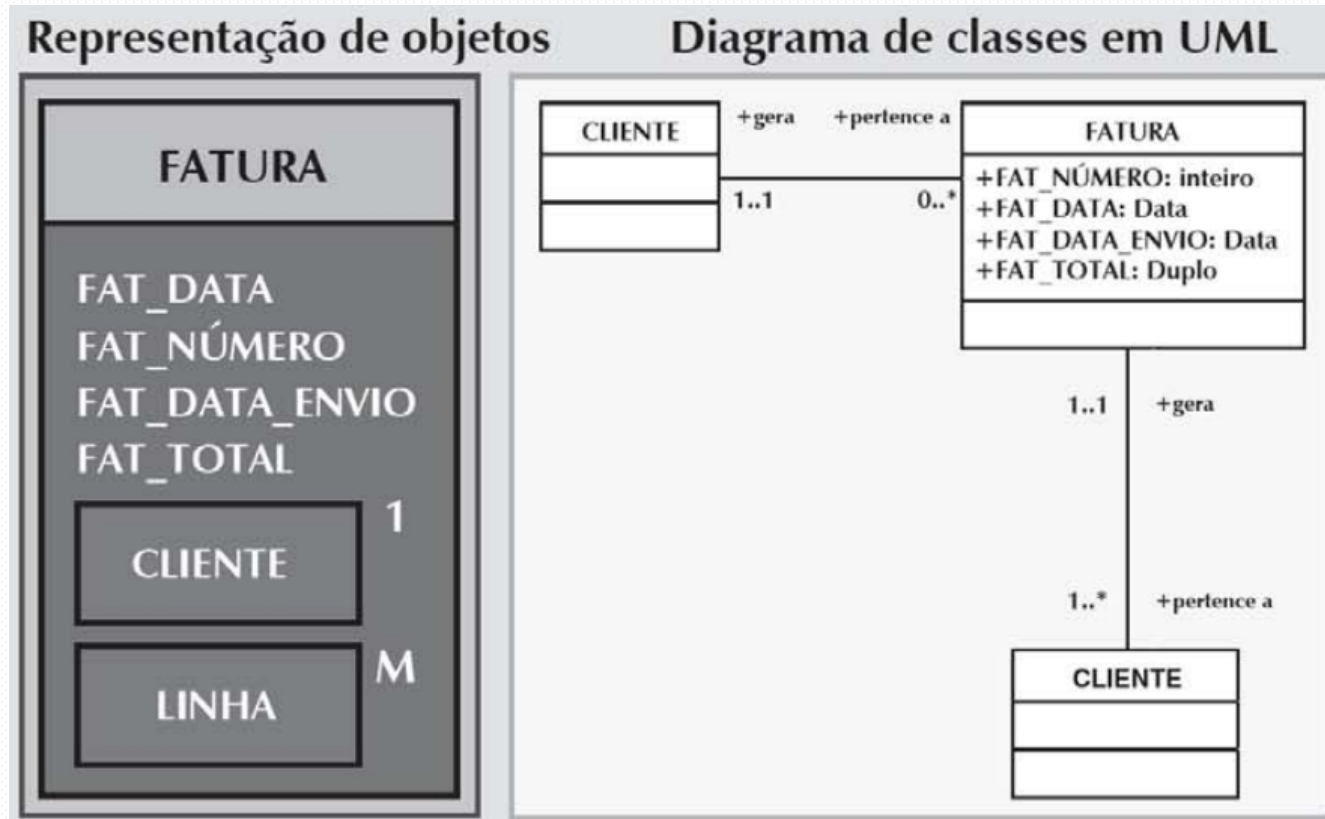 Representação de objetos
FATURA
FAT_DATA
FAT_NÚMERO
FAT_DATA_ENVIO
FAT_TOTAL
1
CLIENTE
M
LINHA
Diagrama de classes em UML
CLIENTE
+gera
+pertence a
1..1
0..*
FATURA
+FAT_NÚMERO: inteiro
+FAT_DATA: Data
+FAT_DATA_ENVIO: Data
+FAT_TOTAL: Duplo
1..1
+gera
1..*
+pertence a
CLIENTE